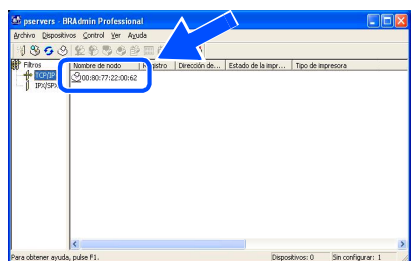 pservers - BRAdmin Professional
Archivo Dispositivos Control Ver Ayuda
Filtros
TCP/IP
IPX/SPX
Nombre de nodo Registro Dirección de... Estado de la impr... Tipo de impresora
00:80:77:22:00:62
Para obtener ayuda, pulse F1. Dispositivos: 0 Sin configurar: 1